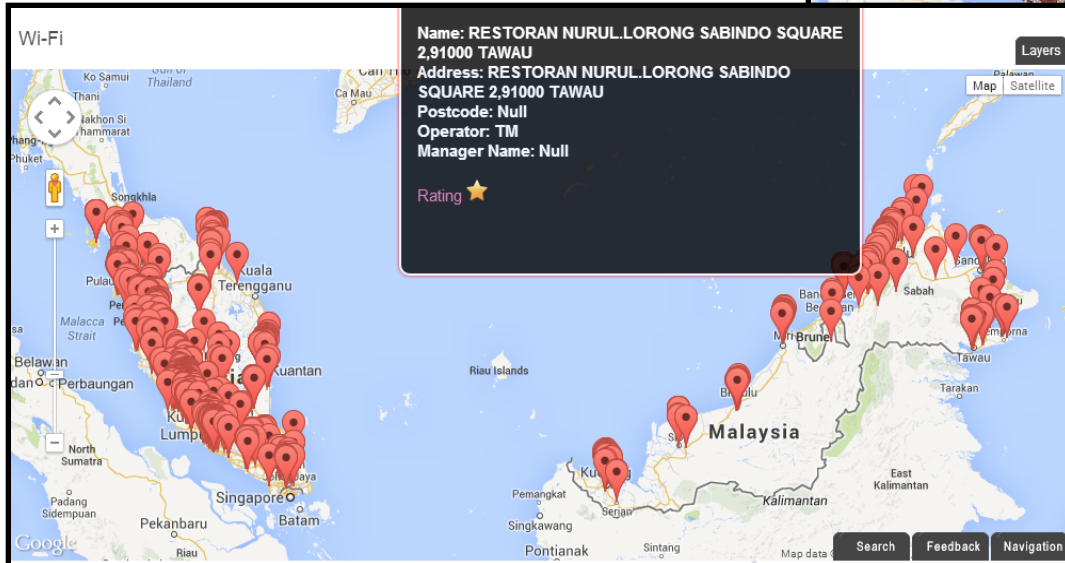 Wi-Fi
Name: RESTORAN NURUL.LORONG SABINDO SQUARE
2,91000 TAWAU
Address: RESTORAN NURUL.LORONG SABINDO
SQUARE 2,91000 TAWAU
Postcode: Null
Operator: TM
Manager Name: Null
Rating
Layers
Map Satellite
Ko Samui
Thailand
Ca Mau
Palawan
Phuket
Songkhla
Kuala
Terengganu
Malacca
Strait
Belawan
Perbaungan
Kuantan
Riau Islands
Sabah
Brunei
Tawau
Tarakan
Malaysia
North
Sumatra
Singapore
Padang
Sidempuan
Pekanbaru
Batam
Riau
Serian
Pemangkat
Singkawang
Pontianak
Sintang
Kalimantan
East
Kalimantan
Google
Map data
Search Feedback Navigation